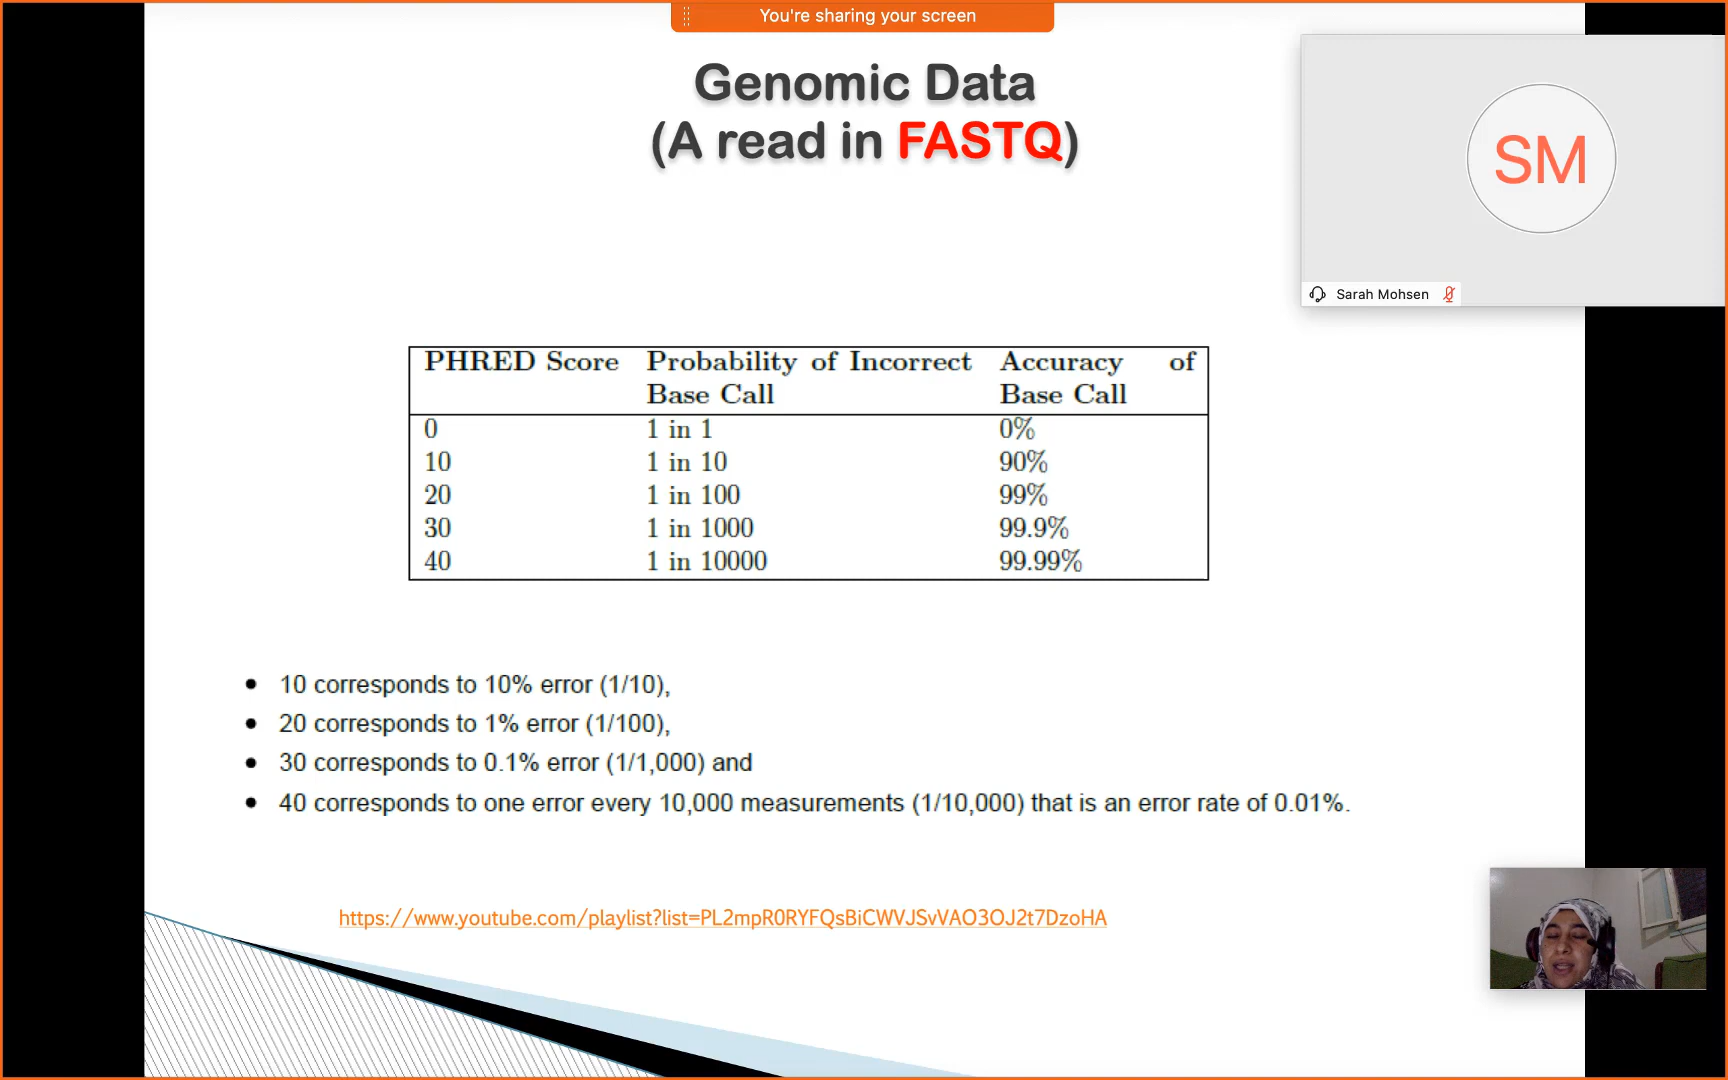 You're sharing your screen
Genomic Data
(A read in FASTQ)
SM
Sarah Mohsen
PHRED Score Probability of Incorrect Base Call Accuracy of Base Call
0 1 in 1 0%
10 1 in 10 90%
20 1 in 100 99%
30 1 in 1000 99.9%
40 1 in 10000 99.99%
• 10 corresponds to 10% error (1/10),
• 20 corresponds to 1% error (1/100),
• 30 corresponds to 0.1% error (1/1,000) and
• 40 corresponds to one error every 10,000 measurements (1/10,000) that is an error rate of 0.01%.
https://www.youtube.com/playlist?list=PL2mpR0RYFQsBiCWVJSvVAO3OJ2t7DzoHA